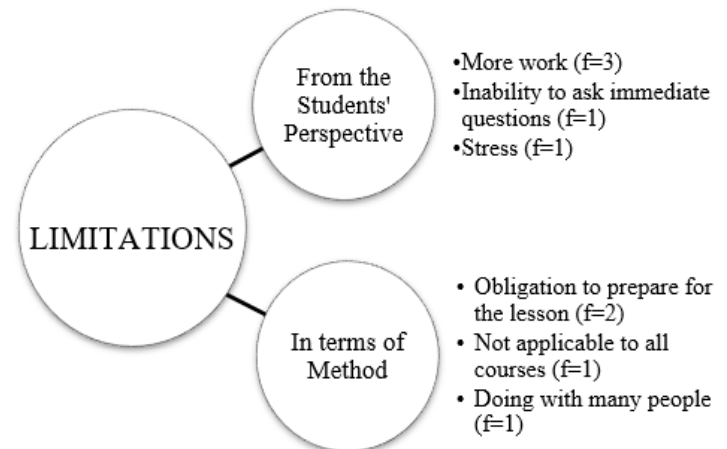 LIMITATIONS
From the
Students'
Perspective
•More work (f=3)
•Inability to ask immediate
questions (f=1)
•Stress (f=1)
In terms of
Method
• Obligation to prepare for
the lesson (f=2)
• Not applicable to all
courses (f=1)
• Doing with many people
(f=1)